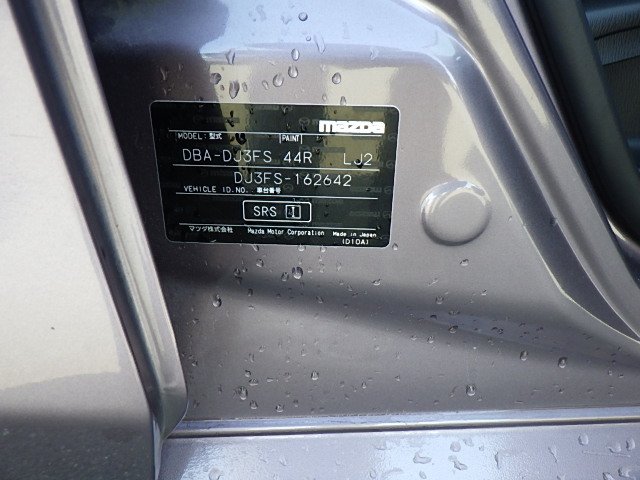 mazda
MODEL: 型式 PAINT
DBA-DJ3FS 44R LJ2
DJ3FS-162642
VEHICLE ID.NO. 車台番号
SRS
マツダ株式会社 Mazda Motor Corporation Made in Japan
(D10A)